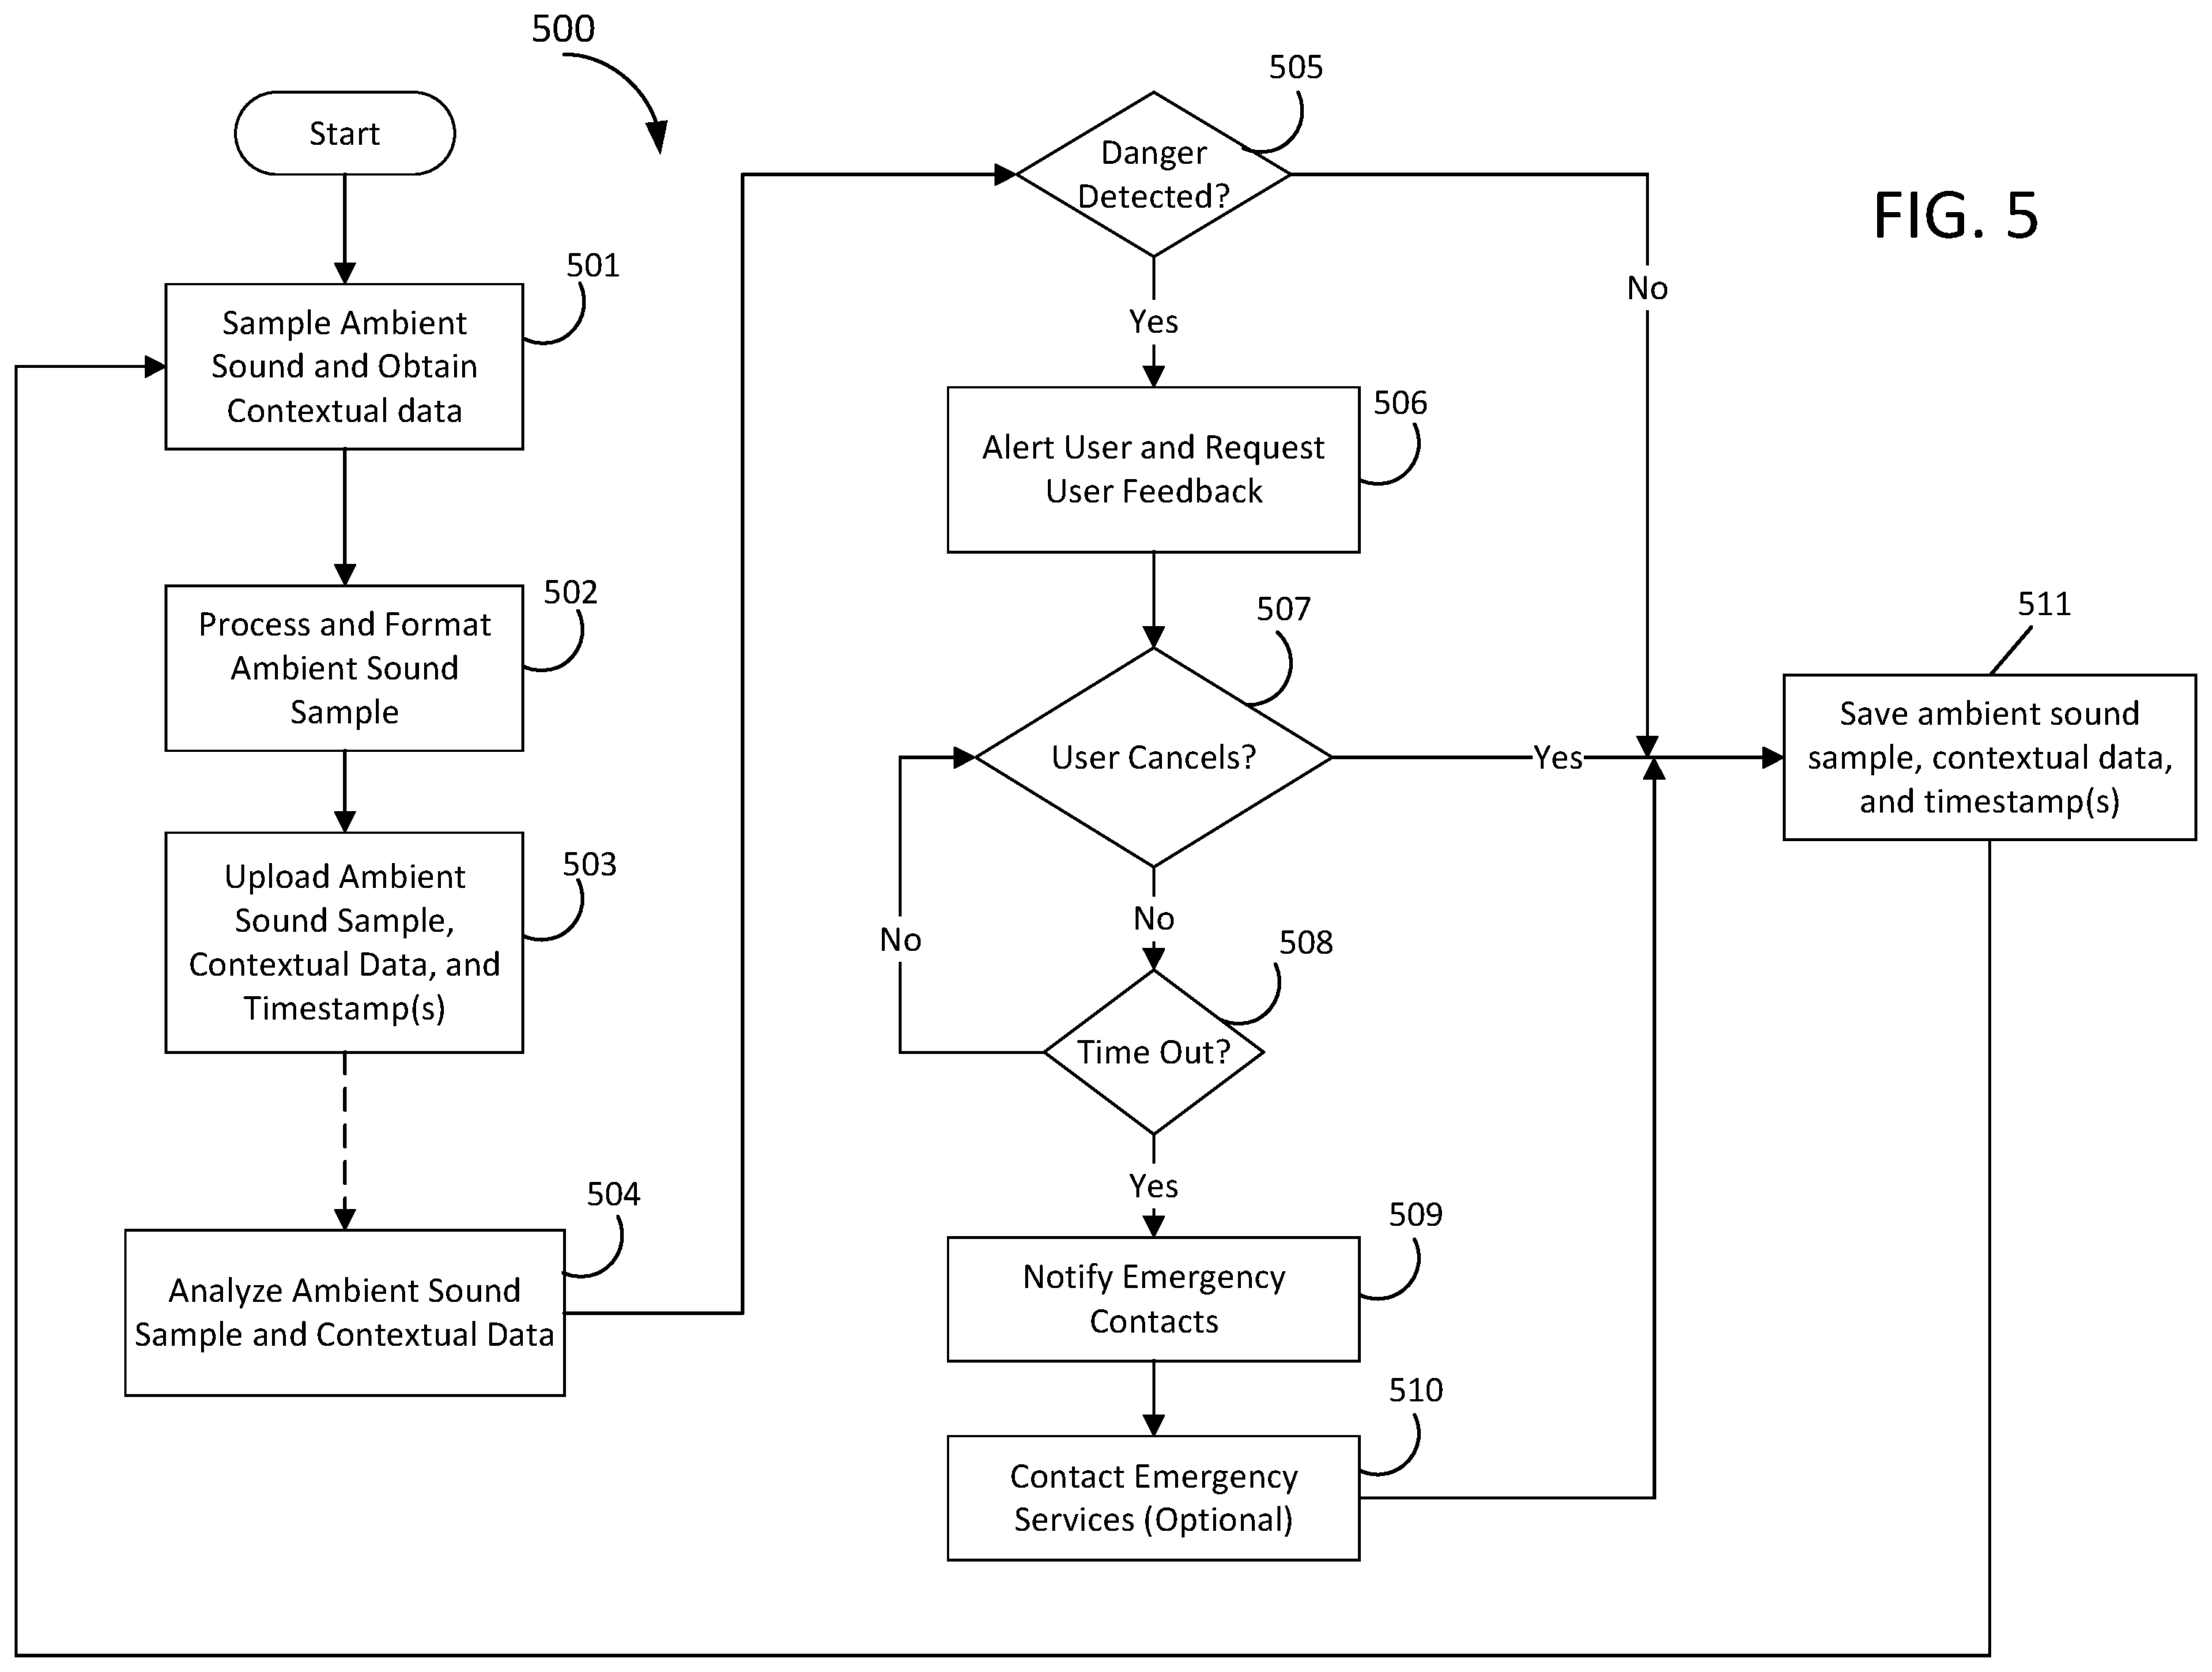 500
Start
501
Sample Ambient
Sound and Obtain
Contextual data
502
Process and Format
Ambient Sound
Sample
503
Upload Ambient
Sound Sample,
Contextual Data, and
Timestamp(s)
504
Analyze Ambient Sound
Sample and Contextual Data
505
Danger
Detected?
No
Yes
506
Alert User and Request
User Feedback
507
User Cancels?
Yes
No
No
508
Time Out?
Yes
509
Notify Emergency
Contacts
510
Contact Emergency
Services (Optional)
FIG. 5
511
Save ambient sound
sample, contextual data,
and timestamp(s)